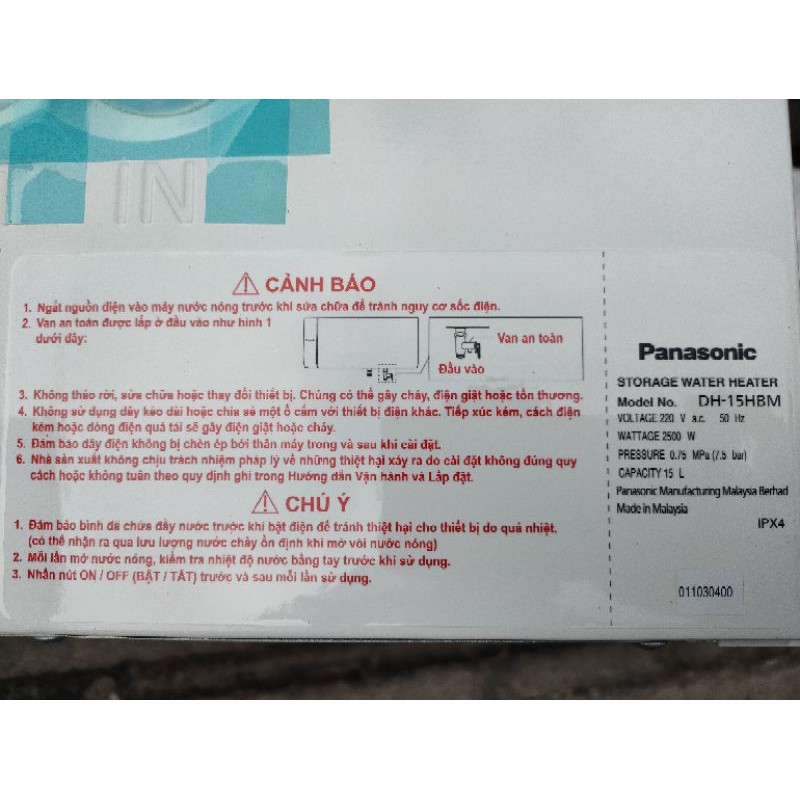 IN
⚠ CẢNH BÁO
1. Ngắt nguồn điện vào máy nước nóng trước khi sửa chữa để tránh nguy cơ sốc điện.
2. Van an toàn được lắp ở đầu vào như hình 1
dưới đây:
Van an toàn
Đầu vào
3. Không tháo rời, sửa chữa hoặc thay đổi thiết bị. Chúng có thể gây cháy, điện giật hoặc tổn thương.
4. Không sử dụng dây kéo dài hoặc chia sẻ một ổ cắm với thiết bị điện khác. Tiếp xúc kém, cách điện
kém hoặc dòng điện quá tải sẽ gây điện giật hoặc cháy.
5. Đảm bảo dây điện không bị chèn ép bởi thân máy trong và sau khi cài đặt.
6. Nhà sản xuất không chịu trách nhiệm pháp lý về những thiệt hại xảy ra do cài đặt không đúng quy
cách hoặc không tuân theo quy định ghi trong Hướng dẫn Vận hành và Lắp đặt.
⚠ CHÚ Ý
1. Đảm bảo bình đã chứa đầy nước trước khi bật điện để tránh thiệt hại cho thiết bị do quá nhiệt.
(có thể nhận ra qua lưu lượng nước chảy ổn định khi mở vòi nước nóng)
2. Mỗi lần mở nước nóng, kiểm tra nhiệt độ nước bằng tay trước khi sử dụng.
3. Nhấn nút ON / OFF (BẬT / TẮT) trước và sau mỗi lần sử dụng.
Panasonic
STORAGE WATER HEATER
Model No. DH-15HBM
VOLTAGE 220 V a.c. 50 Hz
WATTAGE 2500 W
PRESSURE 0.75 MPa (7.5 bar)
CAPACITY 15 L
Panasonic Manufacturing Malaysia Berhad
Made in Malaysia
IPX4
011030400